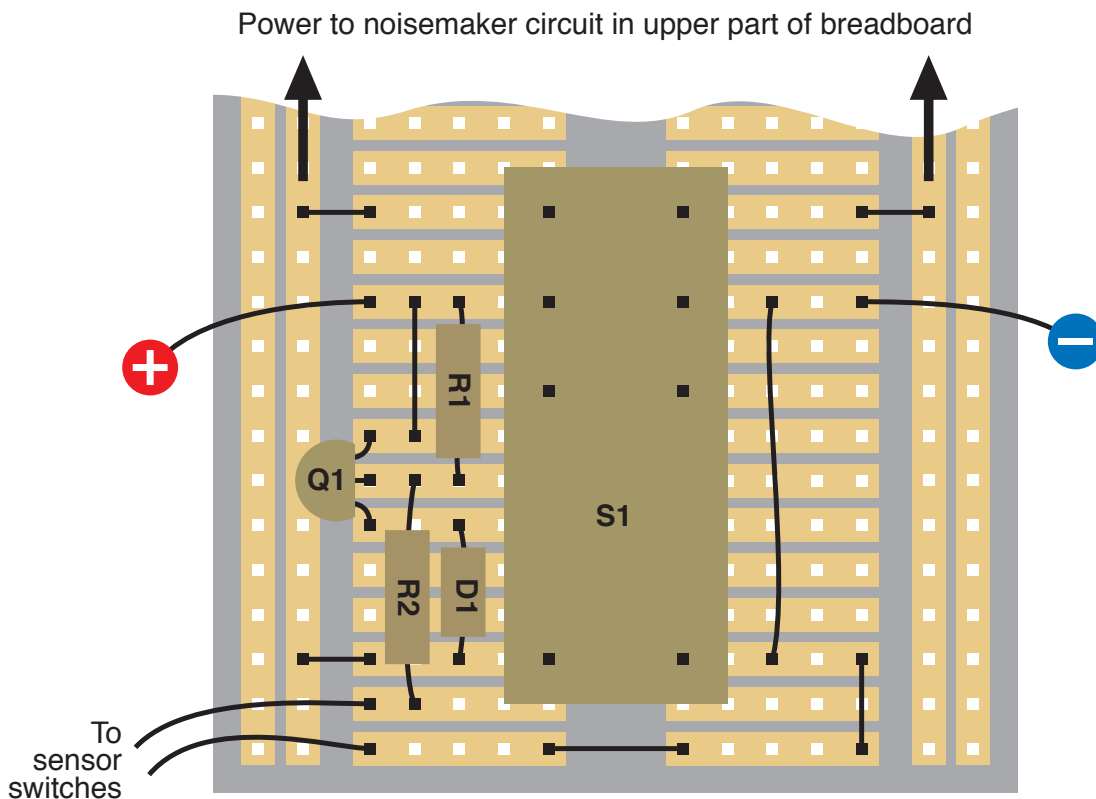 Power to noisemaker circuit in upper part of breadboard
+
−
R1
Q1
S1
R2
D1
To
sensor
switches